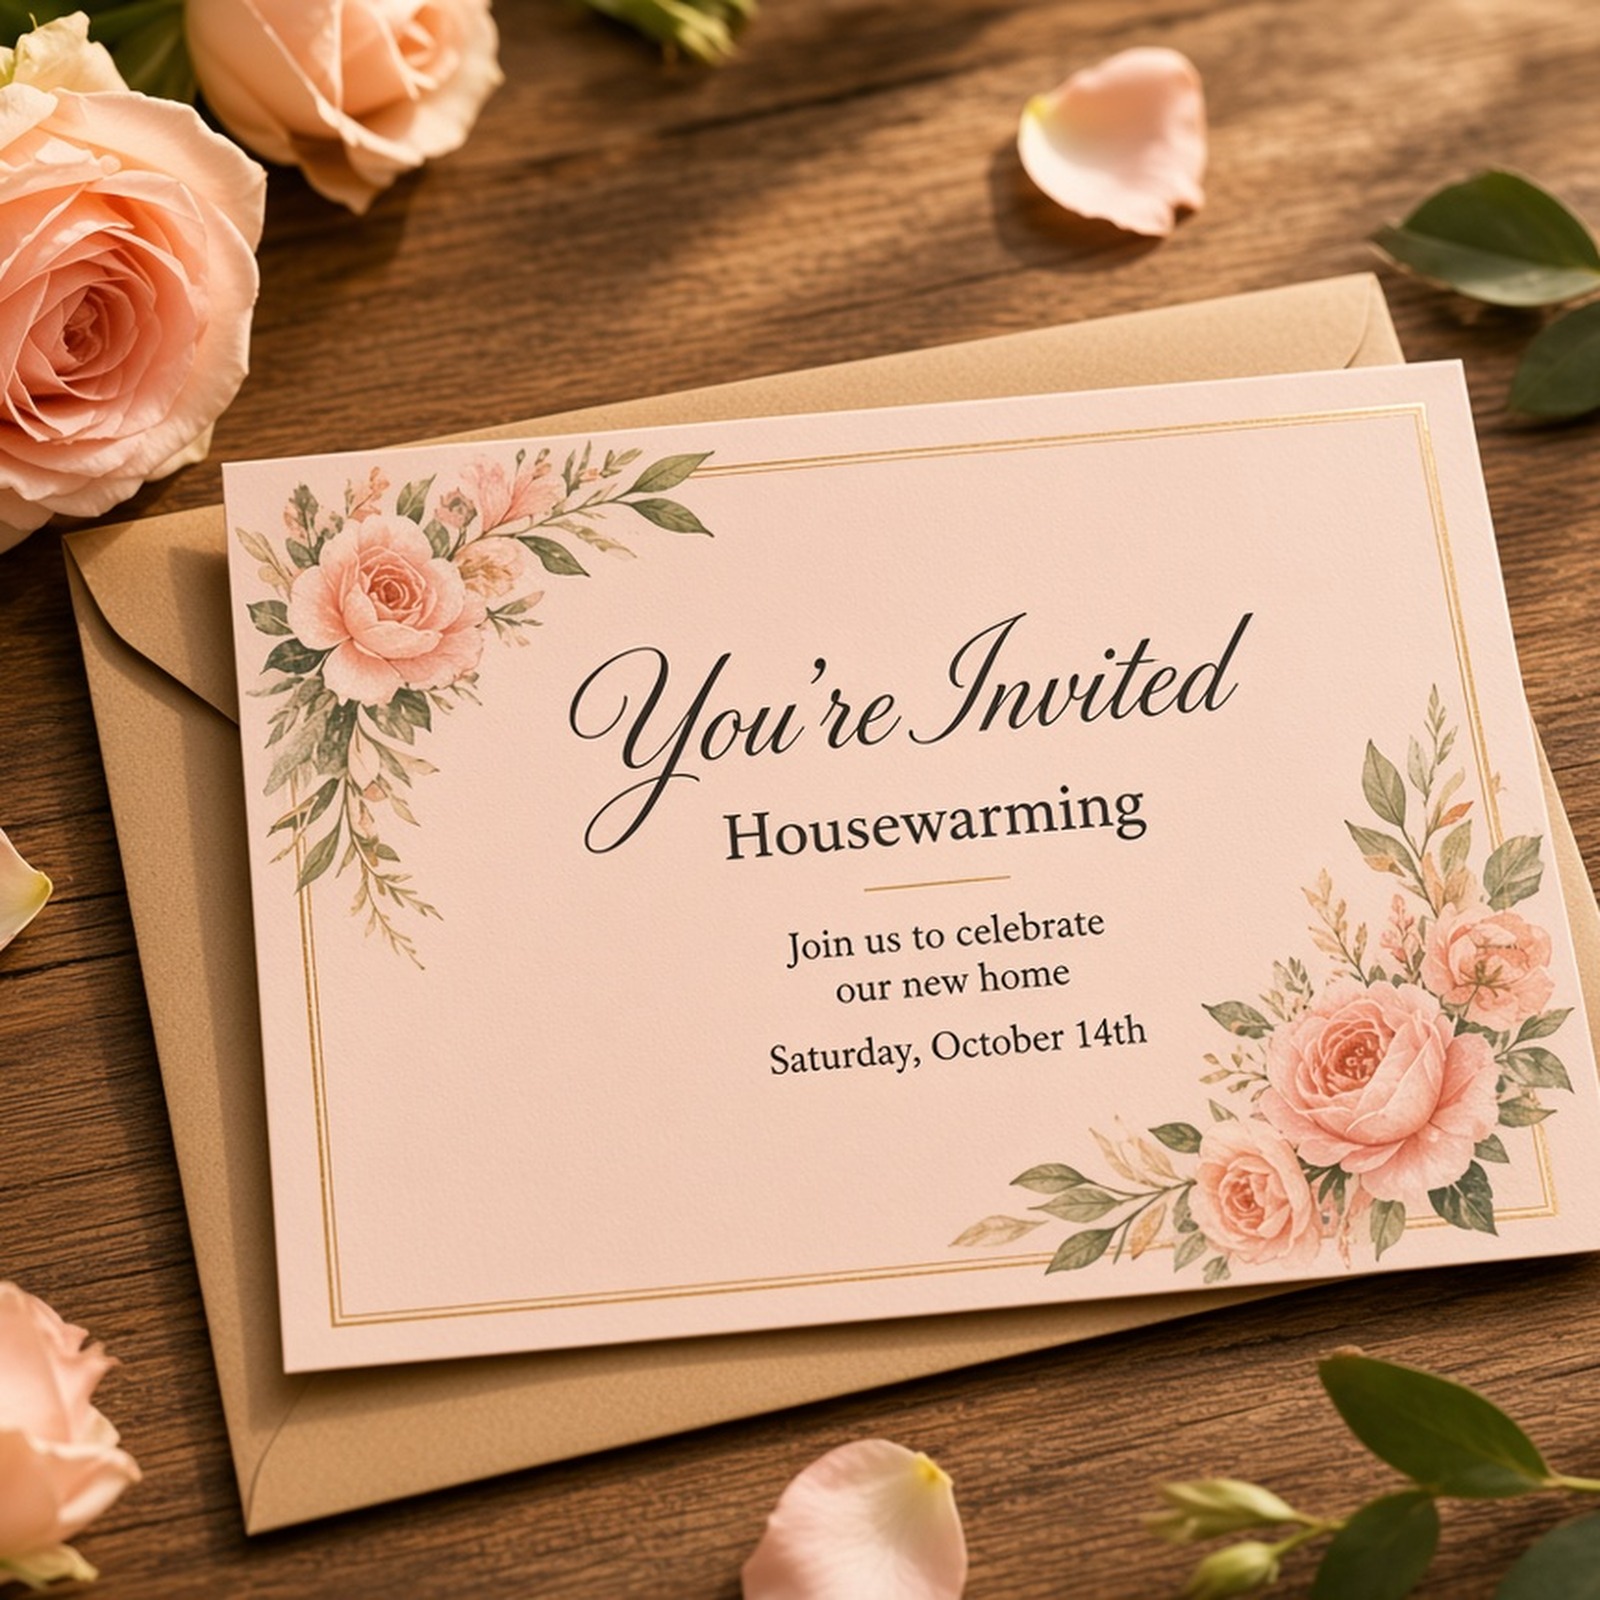 You're Invited
Housewarming
Join us to celebrate
our new home
Saturday, October 14th